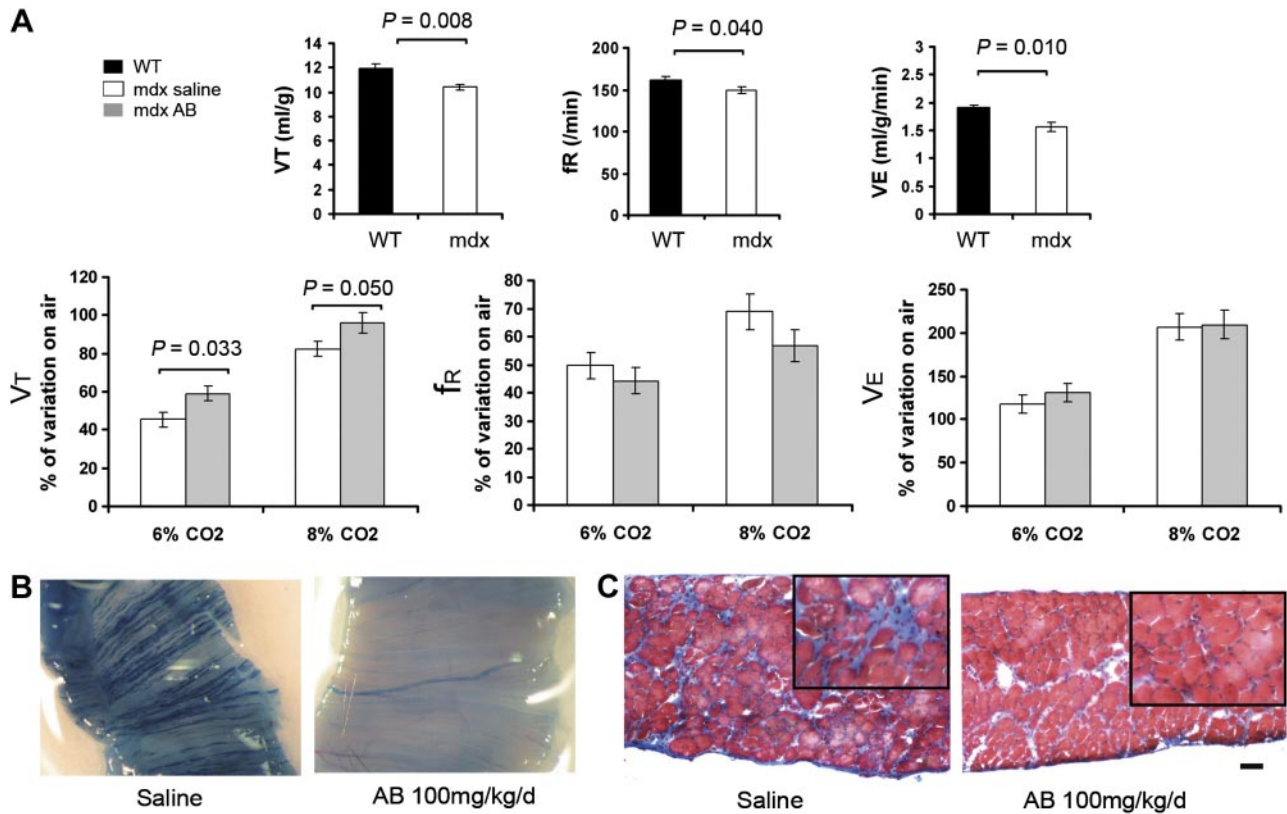 A
WT
mdx saline
mdx AB
P = 0.008
14
12
10
8
6
4
2
0
VT (ml/g)
WT mdx
P = 0.040
200
150
100
50
0
fR (/min)
WT mdx
P = 0.010
3
2.5
2
1.5
1
0.5
0
VE (ml/g/min)
WT mdx
120
100
80
60
40
20
0
VT
% of variation on air
P = 0.033
P = 0.050
6% CO2 8% CO2
80
70
60
50
40
30
20
10
0
fR
% of variation on air
6% CO2 8% CO2
250
200
150
100
50
0
VE
% of variation on air
6% CO2 8% CO2
B
Saline AB 100mg/kg/d
C
Saline AB 100mg/kg/d